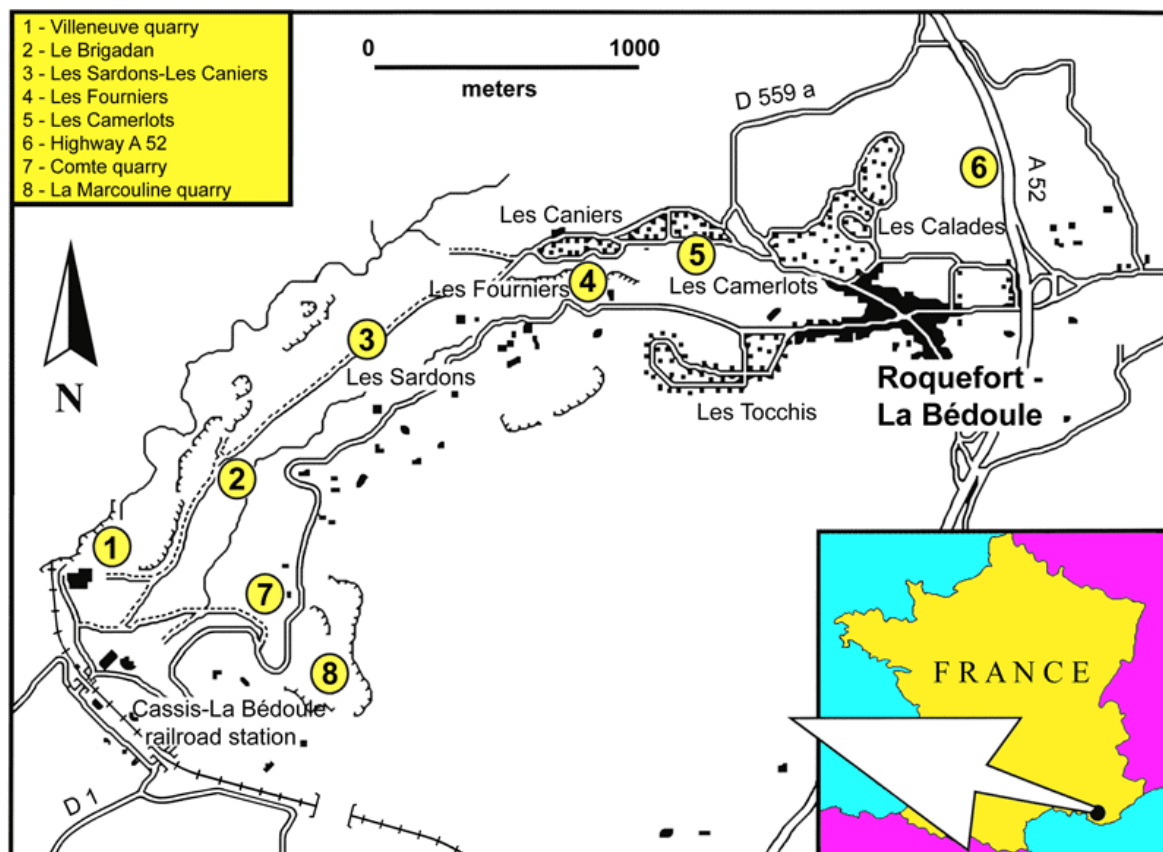 1 - Villeneuve quarry
2 - Le Brigadan
3 - Les Sardons-Les Caniers
4 - Les Fourniers
5 - Les Camerlots
6 - Highway A 52
7 - Comte quarry
8 - La Marcouline quarry
0 1000
meters
D 559 a
6
A 52
Les Caniers
Les Calades
5
4
Les Fourniers
Les Camerlots
N
3
Les Sardons
Roquefort -
La Bédoule
Les Tocchis
2
1
7
8
FRANCE
Cassis-La Bédoule
railroad station
D 1